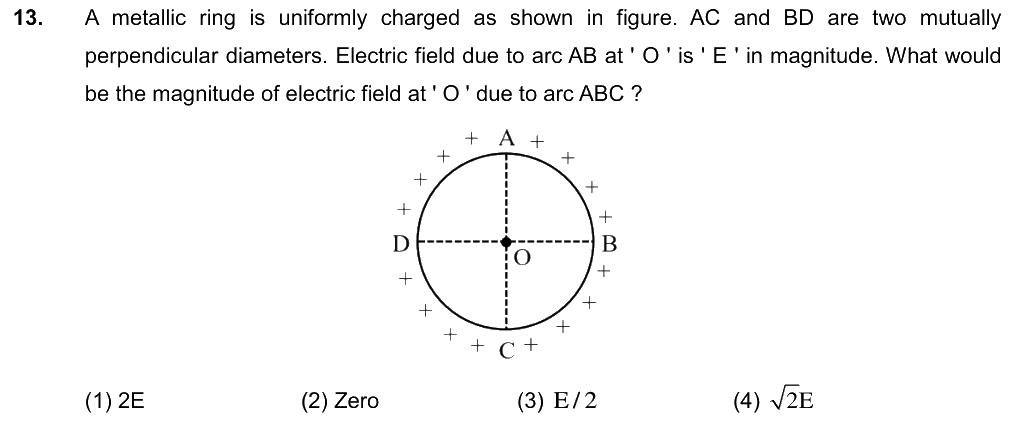 13. A metallic ring is uniformly charged as shown in figure. AC and BD are two mutually
perpendicular diameters. Electric field due to arc AB at ' O ' is ' E ' in magnitude. What would
be the magnitude of electric field at ' O ' due to arc ABC ?
+ A +
+ +
+ +
+ +
D O B
+ +
+ +
+ +
+ C +
(1) 2E (2) Zero (3) E/2 (4) √2E